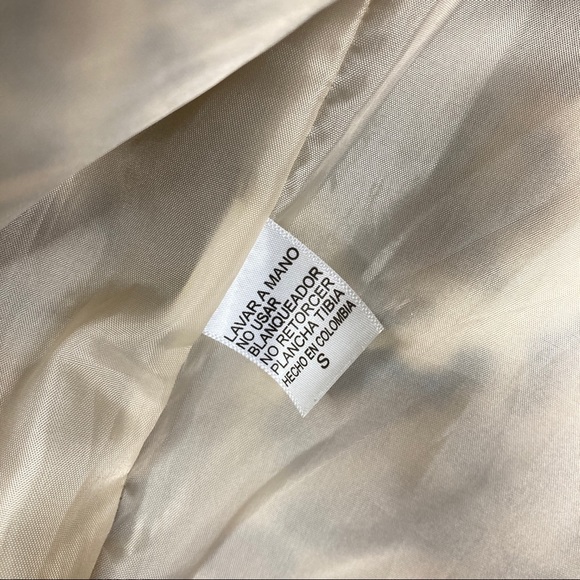 LAVAR A MANO
NO USAR
BLANQUEADOR
NO RETORCER
PLANCHA TIBIA
HECHO EN COLOMBIA
S